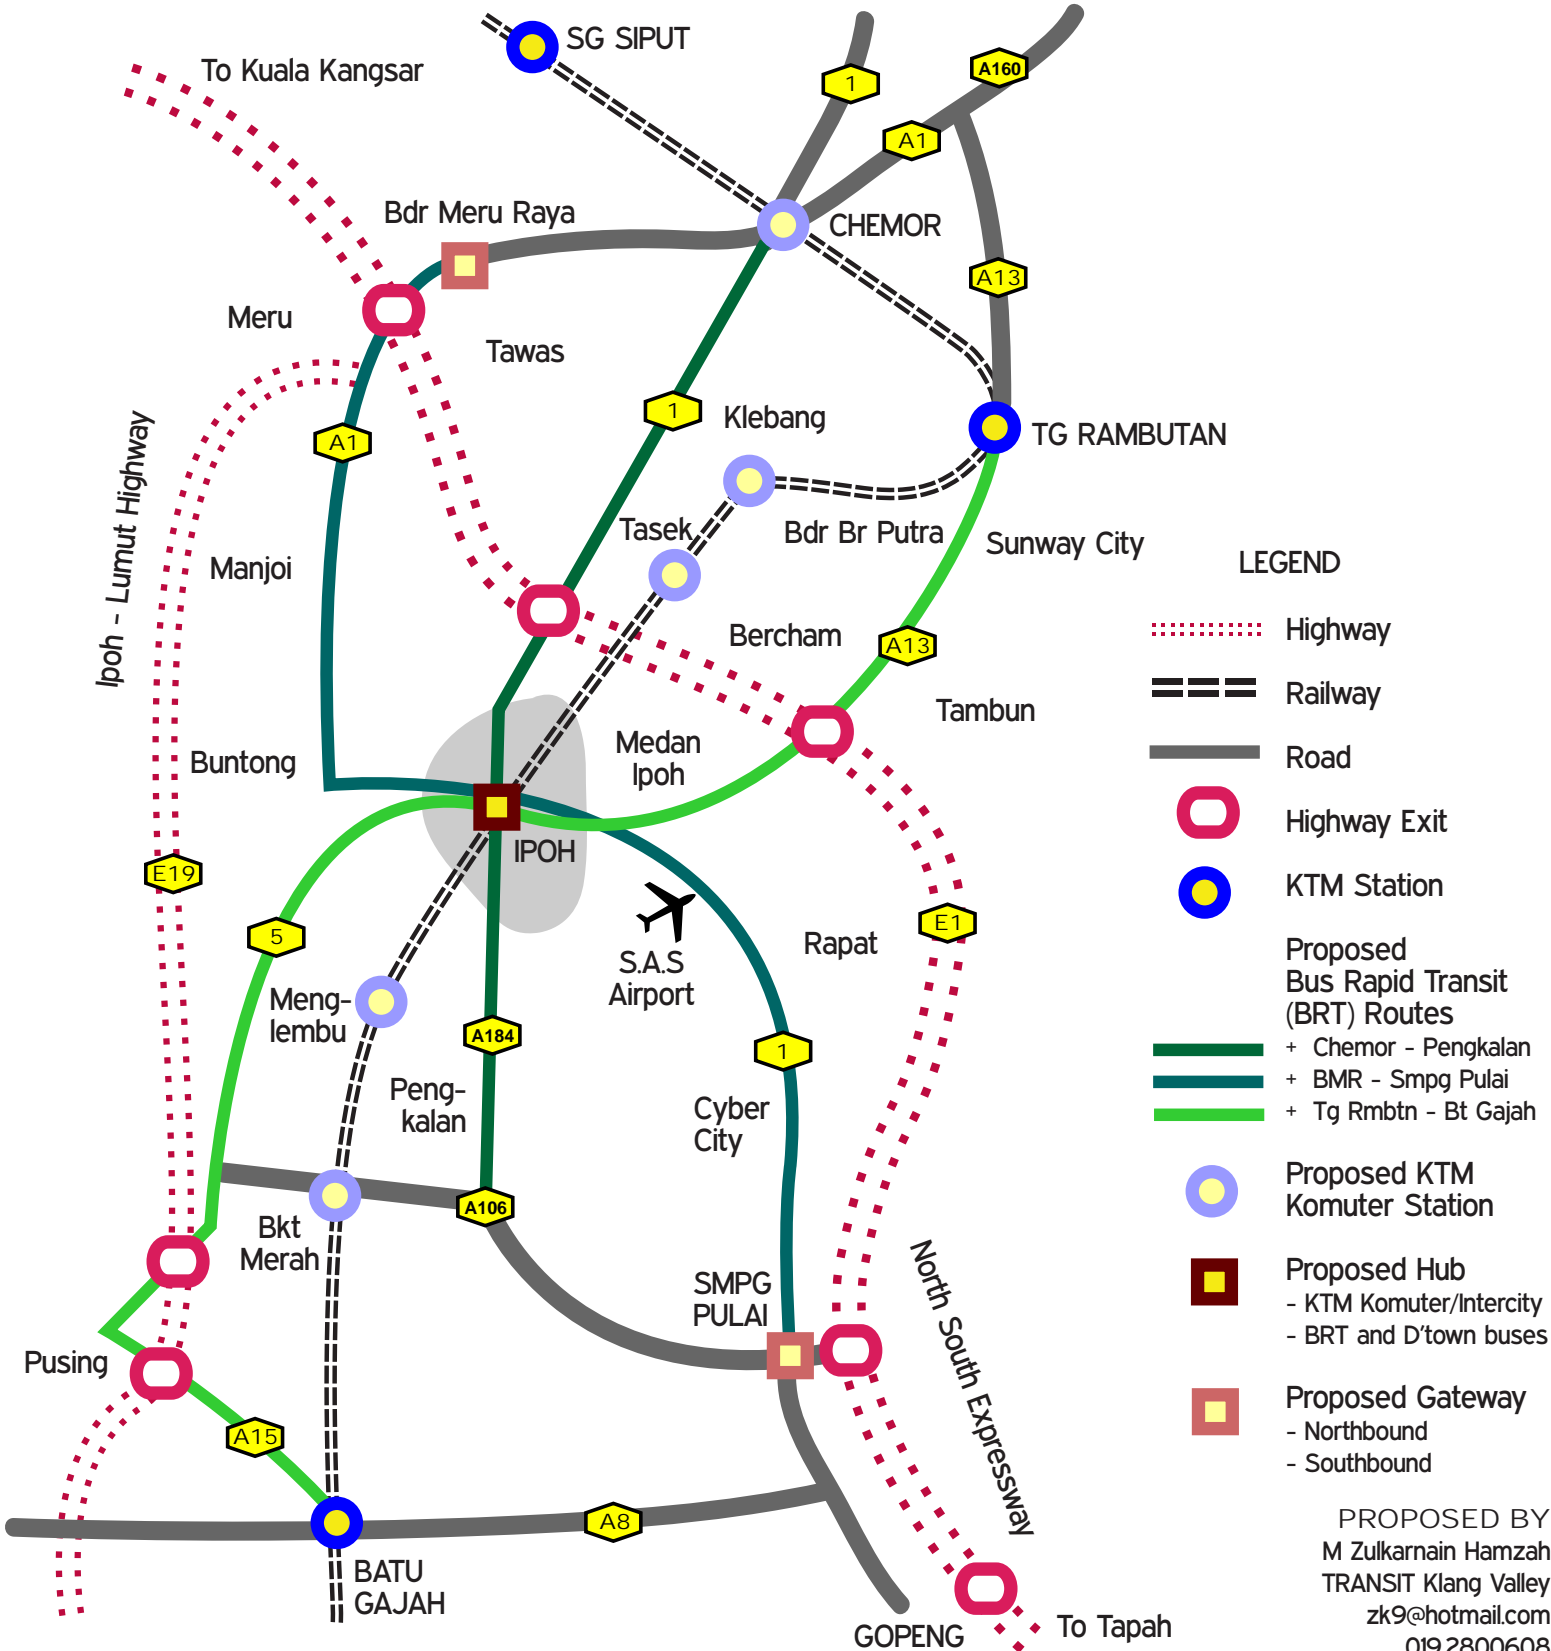 SG SIPUT
To Kuala Kangsar
1
A160
A1
Bdr Meru Raya
CHEMOR
A13
Meru
Tawas
1
Klebang
A1
TG RAMBUTAN
Ipoh - Lumut Highway
Tasek
Bdr Br Putra
Sunway City
Manjoi
Bercham
A13
Tambun
Buntong
Medan
Ipoh
IPOH
E19
5
E1
Rapat
S.A.S
Airport
Meng-
lembu
A184
1
Peng-
kalan
Cyber
City
A106
Bkt
Merah
SMPG
PULAI
North South Expressway
Pusing
A15
A8
BATU
GAJAH
GOPENG
To Tapah
LEGEND
Highway
Railway
Road
Highway Exit
KTM Station
Proposed
Bus Rapid Transit
(BRT) Routes
+ Chemor - Pengkalan
+ BMR - Smpg Pulai
+ Tg Rmbtn - Bt Gajah
Proposed KTM
Komuter Station
Proposed Hub
- KTM Komuter/Intercity
- BRT and D'town buses
Proposed Gateway
- Northbound
- Southbound
PROPOSED BY
M Zulkarnain Hamzah
TRANSIT Klang Valley
zk9@hotmail.com
019 2800608